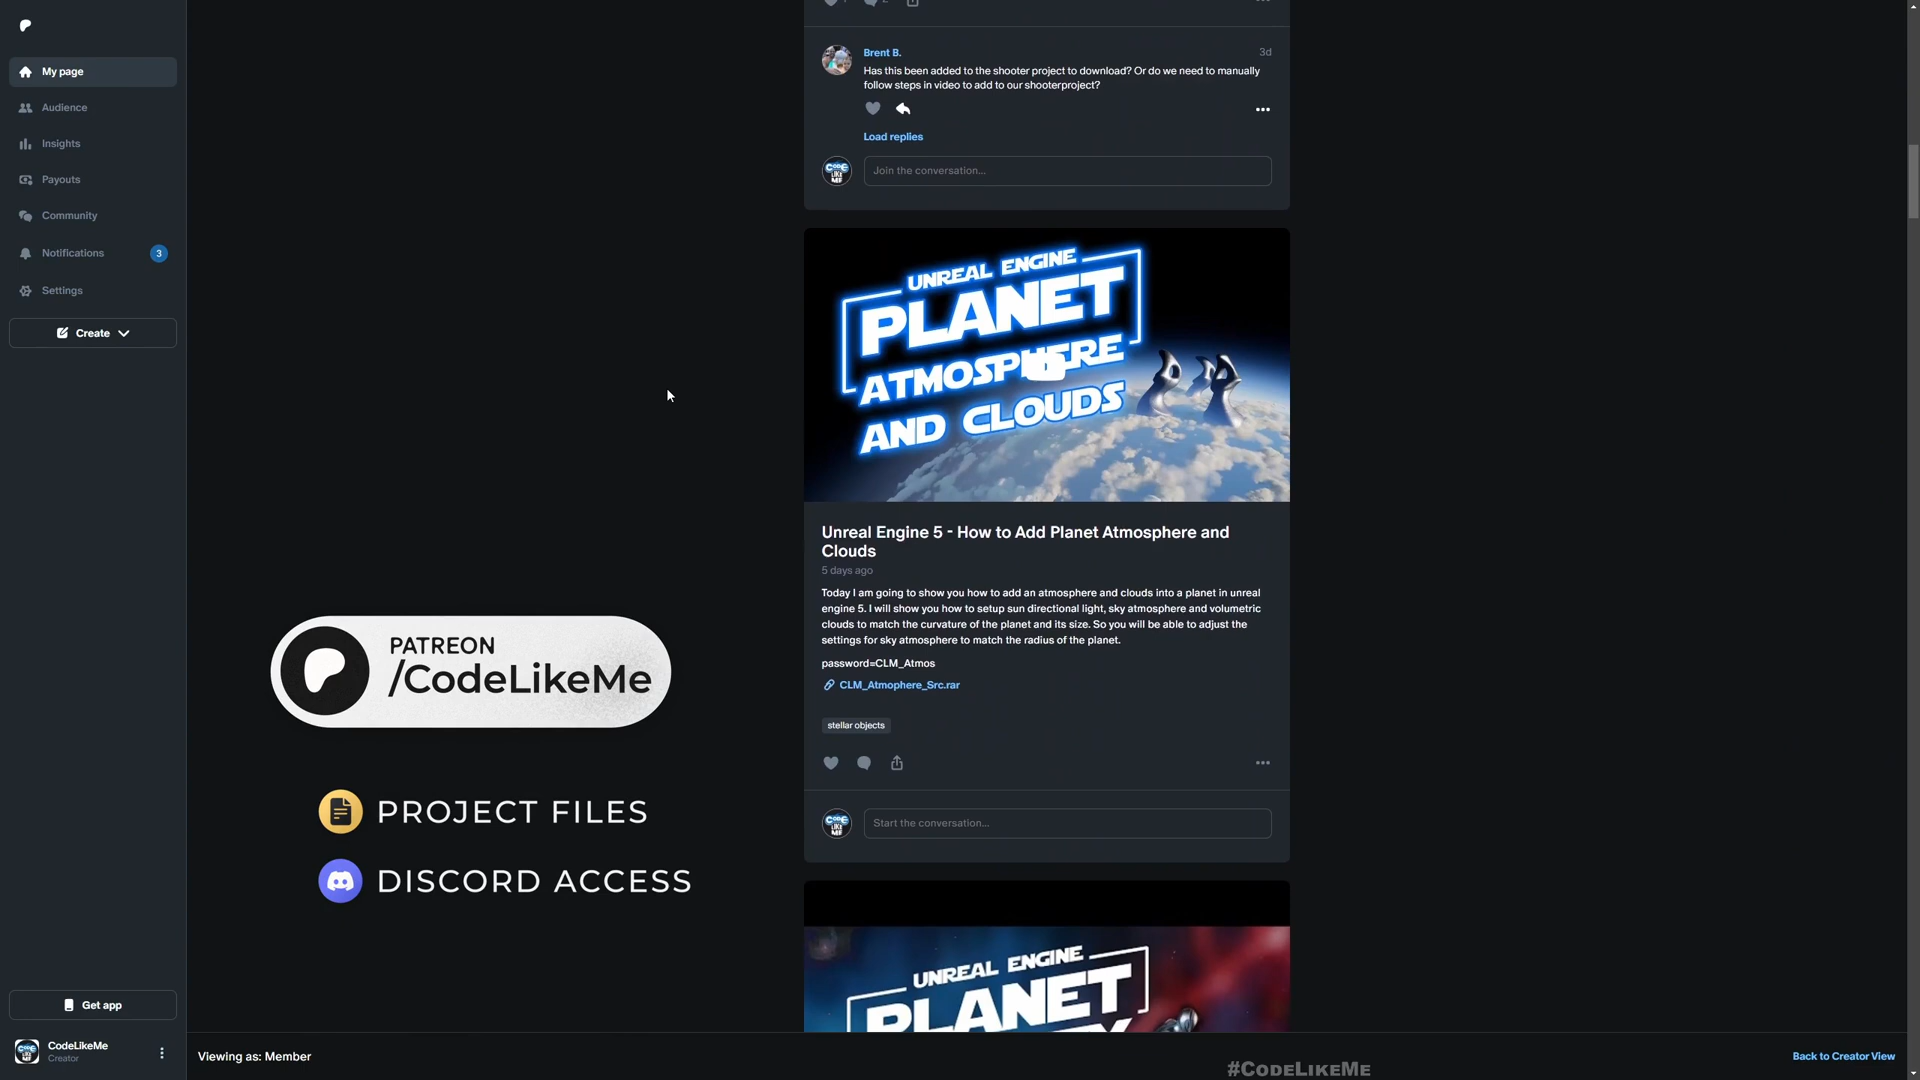 My page
Audience
Insights
Payouts
Community
Notifications
3
Settings
Create
Brent B.
3d
Has this been added to the shooter project to download? Or do we need to manually
follow steps in video to add to our shooterproject?
Load replies
CODE
LIKE
ME
Join the conversation...
UNREAL ENGINE
PLANET
ATMOSPHERE
AND CLOUDS
Unreal Engine 5 - How to Add Planet Atmosphere and
Clouds
5 days ago
Today I am going to show you how to add an atmosphere and clouds into a planet in unreal
engine 5. I will show you how to setup sun directional light, sky atmosphere and volumetric
clouds to match the curvature of the planet and its size. So you will be able to adjust the
settings for sky atmosphere to match the radius of the planet.
password=CLM_Atmos
CLM_Atmophere_Src.rar
stellar objects
CODE
LIKE
ME
Start the conversation...
PATREON
/CodeLikeMe
PROJECT FILES
DISCORD ACCESS
UNREAL ENGINE
PLANET
Get app
CodeLikeMe
Creator
Viewing as: Member
Back to Creator View
#CodeLikeMe